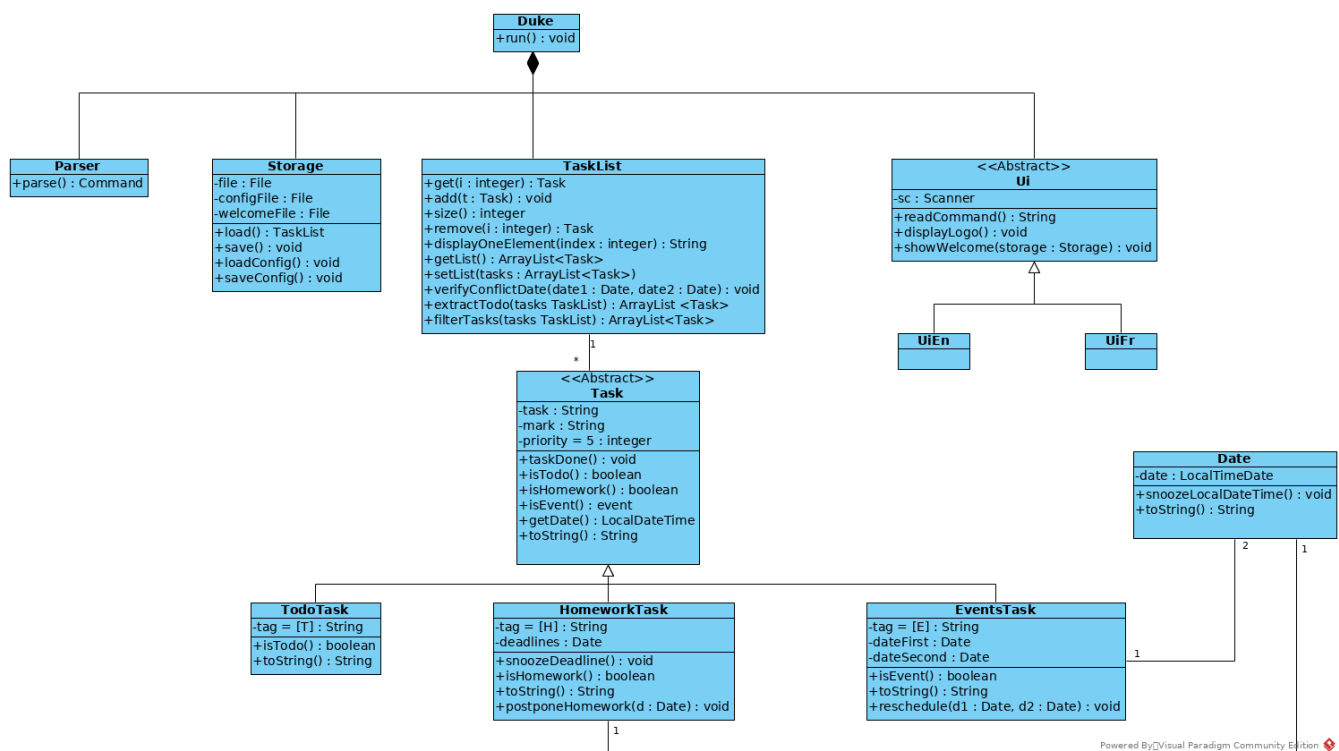 Duke
+run() : void
Parser
+parse() : Command
Storage
-file : File
-configFile : File
-welcomeFile : File
+load() : TaskList
+save() : void
+loadConfig() : void
+saveConfig() : void
TaskList
+get(i : integer) : Task
+add(t : Task) : void
+size() : integer
+remove(i : integer) : Task
+displayOneElement(index : integer) : String
+getList() : ArrayList<Task>
+setList(tasks : ArrayList<Task>)
+verifyConflictDate(date1 : Date, date2 : Date) : void
+extractTodo(tasks TaskList) : ArrayList <Task>
+filterTasks(tasks TaskList) : ArrayList<Task>
<<Abstract>>
Ui
-sc : Scanner
+readCommand() : String
+displayLogo() : void
+showWelcome(storage : Storage) : void
UiEn
UiFr
1
*
<<Abstract>>
Task
-task : String
-mark : String
-priority = 5 : integer
+taskDone() : void
+isTodo() : boolean
+isHomework() : boolean
+isEvent() : event
+getDate() : LocalDateTime
+toString() : String
Date
-date : LocalTimeDate
+snoozeLocalDateTime() : void
+toString() : String
2
1
TodoTask
-tag = [T] : String
+isTodo() : boolean
+toString() : String
HomeworkTask
-tag = [H] : String
-deadlines : Date
+snoozeDeadline() : void
+isHomework() : boolean
+toString() : String
+postponeHomework(d : Date) : void
1
EventsTask
-tag = [E] : String
-dateFirst : Date
-dateSecond : Date
+isEvent() : boolean
+toString() : String
+reschedule(d1 : Date, d2 : Date) : void
1
Powered By Visual Paradigm Community Edition